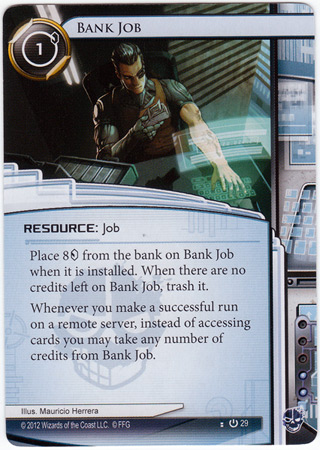 BANK JOB
1
RESOURCE: Job
Place 8 from the bank on Bank Job
when it is installed. When there are no
credits left on Bank Job, trash it.
Whenever you make a successful run
on a remote server, instead of accessing
cards you may take any number of
credits from Bank Job.
Illus. Mauricio Herrera
© 2012 Wizards of the Coast LLC. © FFG
29